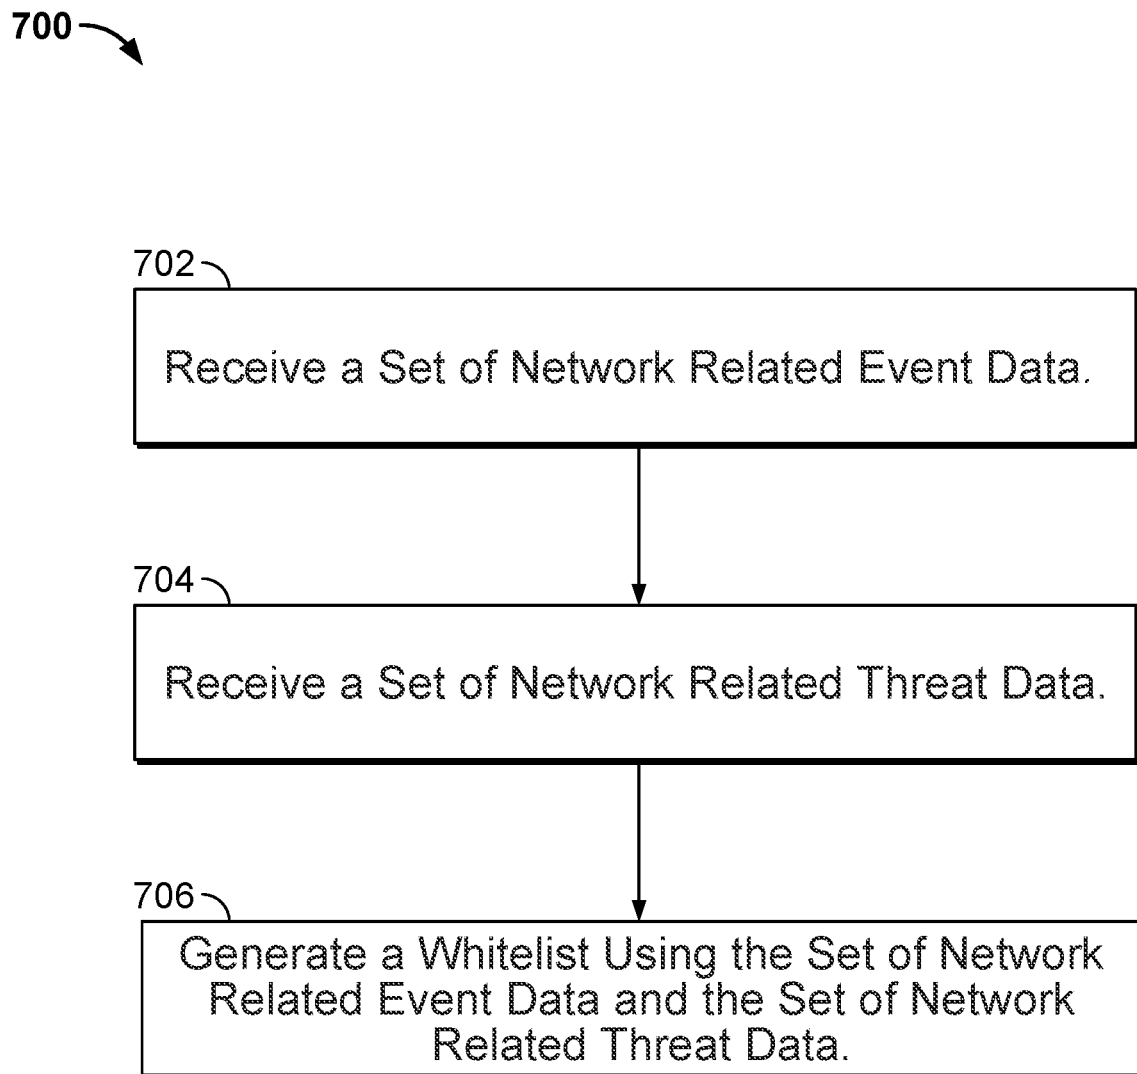 700
702
Receive a Set of Network Related Event Data.
704
Receive a Set of Network Related Threat Data.
706
Generate a Whitelist Using the Set of Network
Related Event Data and the Set of Network
Related Threat Data.